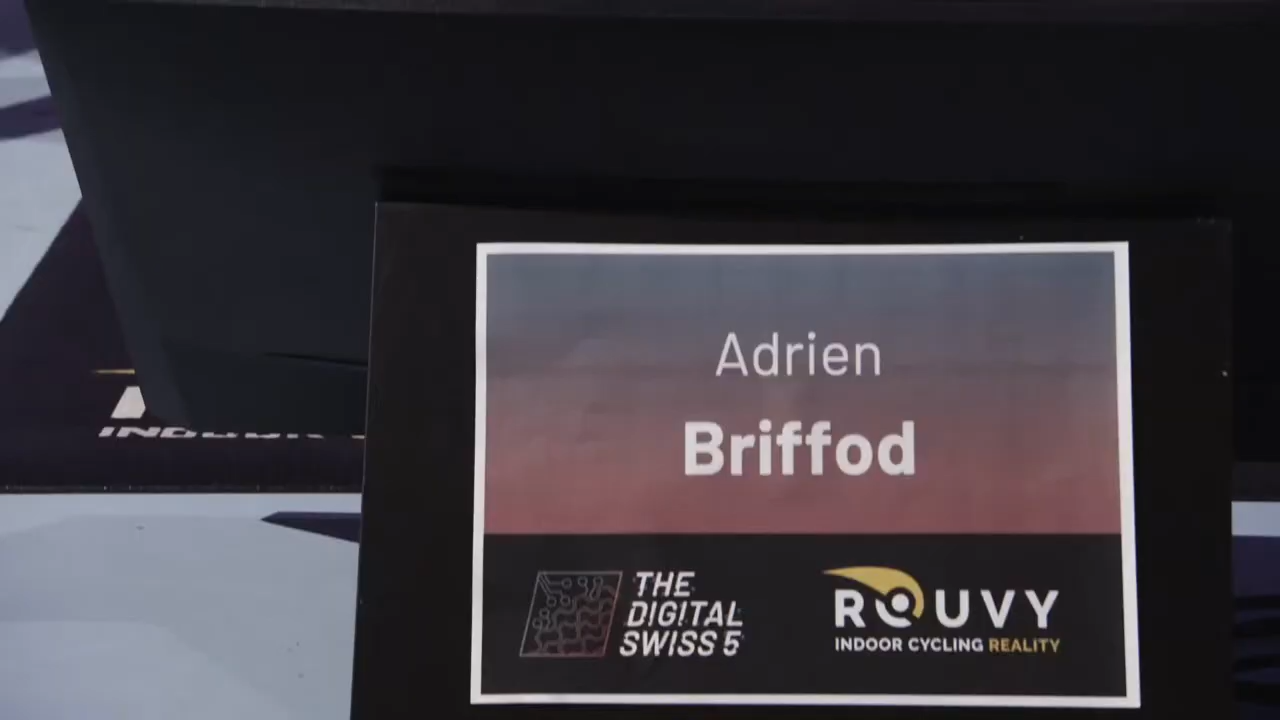 Adrien
Briffod
THE
DIGITAL
SWISS 5
ROUVY
INDOOR CYCLING REALITY